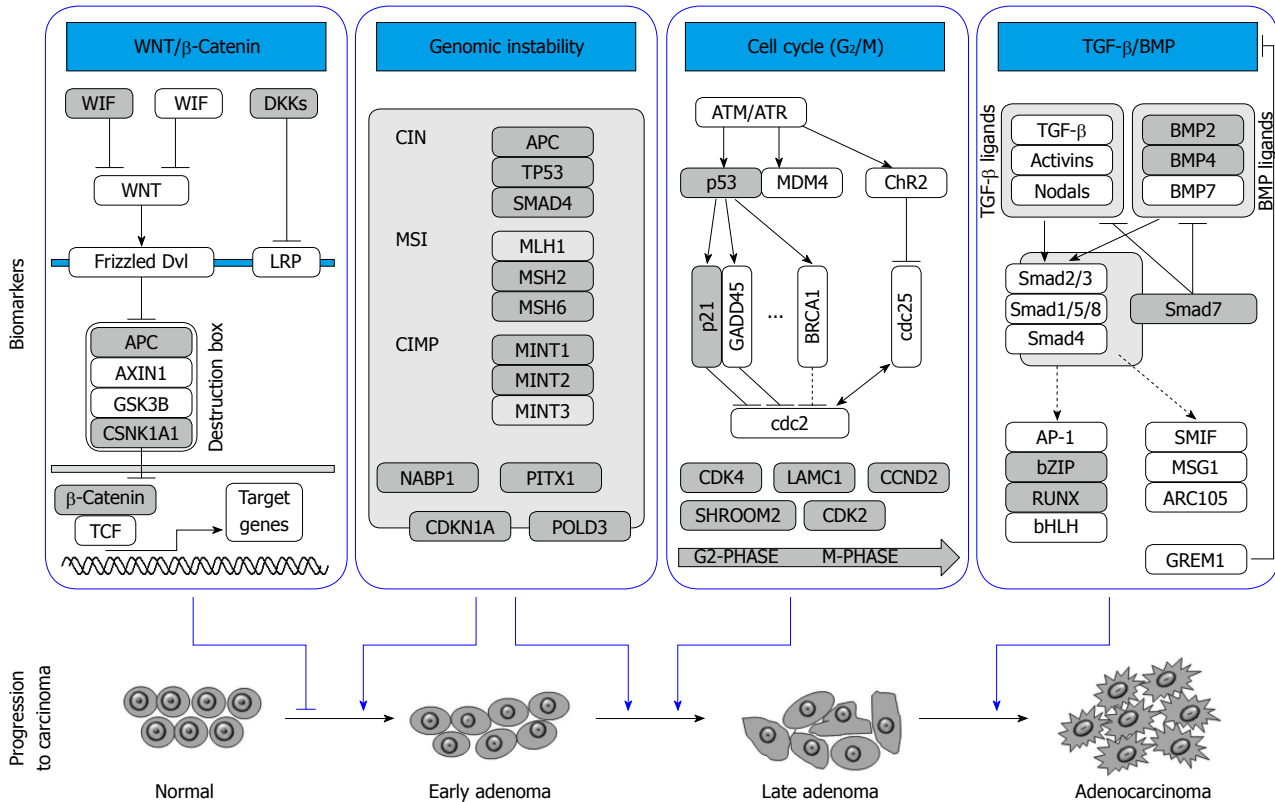 WNT/β-Catenin
WIF
WIF
DKKs
WNT
Frizzled Dvl
LRP
APC
AXIN1
GSK3B
CSNK1A1
Destruction box
β-Catenin
TCF
Target
genes
Genomic instability
CIN
APC
TP53
SMAD4
MSI
MLH1
MSH2
MSH6
CIMP
MINT1
MINT2
MINT3
NABP1
PITX1
CDKN1A
POLD3
Cell cycle (G₂/M)
ATM/ATR
p53
MDM4
ChR2
p21
GADD45
...
BRCA1
cdc25
cdc2
CDK4
LAMC1
CCND2
SHROOM2
CDK2
G2-PHASE
M-PHASE
TGF-β/BMP
TGF-β ligands
TGF-β
Activins
Nodals
BMP2
BMP4
BMP7
BMP ligands
Smad2/3
Smad1/5/8
Smad4
Smad7
AP-1
bZIP
RUNX
bHLH
SMIF
MSG1
ARC105
GREM1
Biomarkers
Progression
to carcinoma
Normal
Early adenoma
Late adenoma
Adenocarcinoma